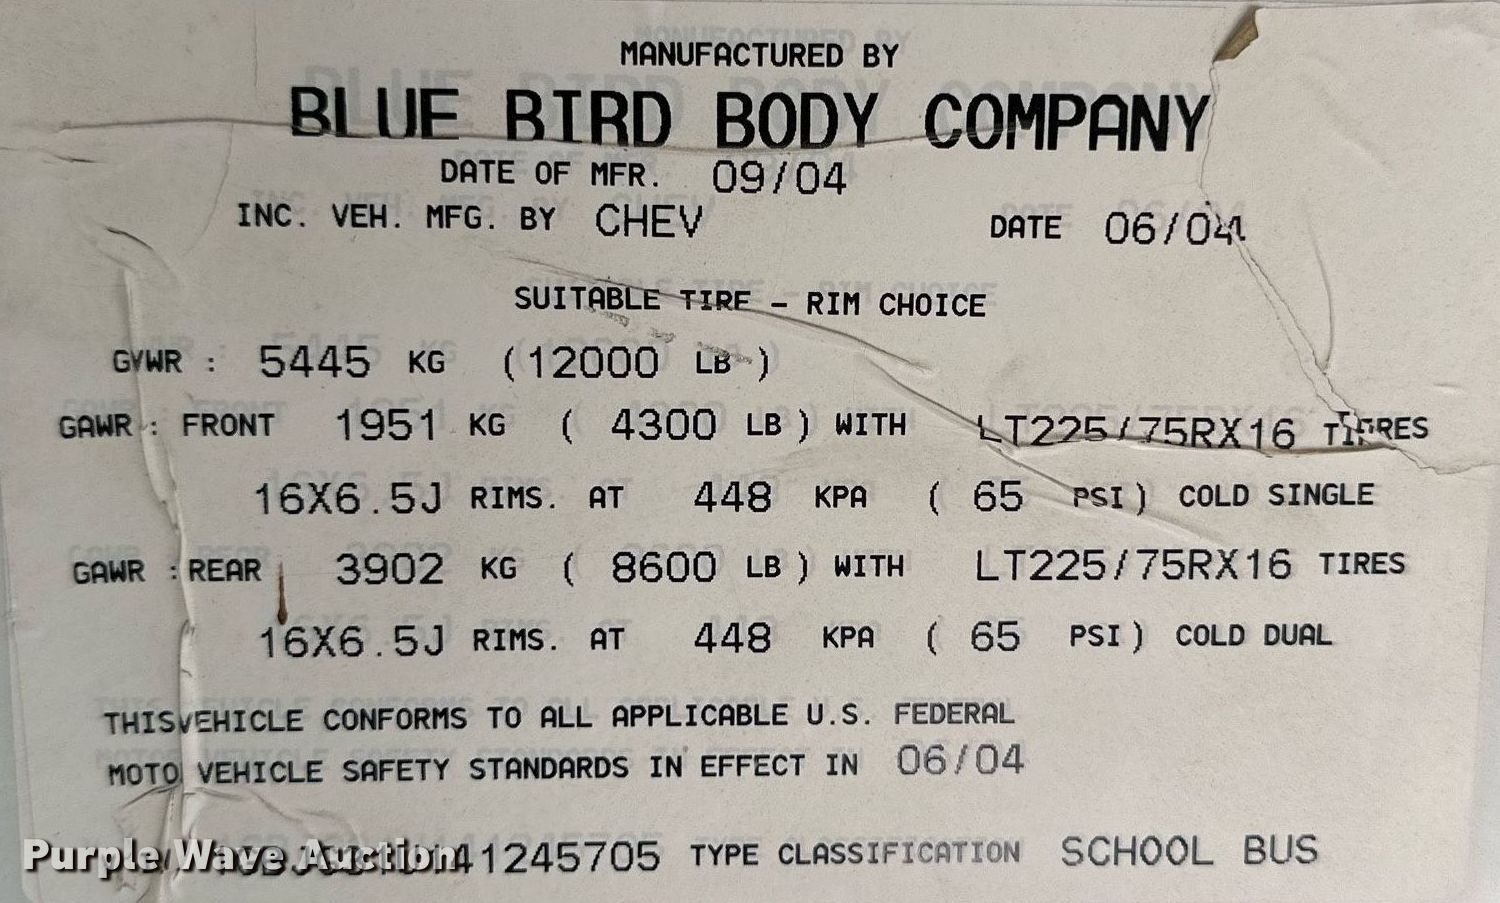 MANUFACTURED BY
BLUE BIRD BODY COMPANY
DATE OF MFR. 09/04
INC. VEH. MFG. BY CHEV DATE 06/04
SUITABLE TIRE - RIM CHOICE
GVWR : 5445 KG (12000 LB )
GAWR : FRONT 1951 KG ( 4300 LB ) WITH LT225/75RX16 TIRES
16X6.5J RIMS. AT 448 KPA ( 65 PSI ) COLD SINGLE
GAWR : REAR 3902 KG ( 8600 LB ) WITH LT225/75RX16 TIRES
16X6.5J RIMS. AT 448 KPA ( 65 PSI ) COLD DUAL
THIS VEHICLE CONFORMS TO ALL APPLICABLE U.S. FEDERAL
MOTO VEHICLE SAFETY STANDARDS IN EFFECT IN 06/04
TYPE CLASSIFICATION SCHOOL BUS
Purple Wave Auction